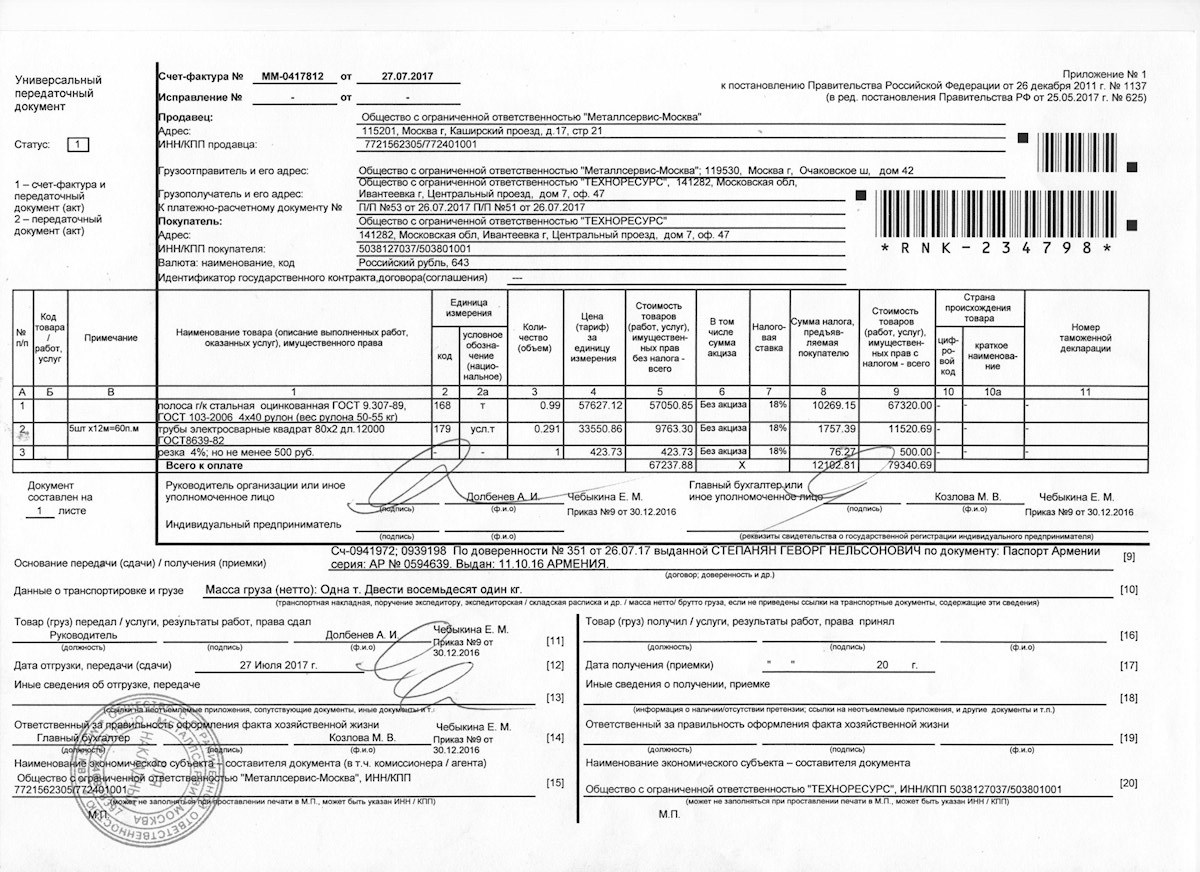 Универсальный
передаточный
документ
Статус: 1
1 – счет-фактура и
передаточный
документ (акт)
2 – передаточный
документ (акт)
Счет-фактура № ММ-0417812 от 27.07.2017
Исправление № - от -
Приложение № 1
к постановлению Правительства Российской Федерации от 26 декабря 2011 г. № 1137
(в ред. постановления Правительства РФ от 25.05.2017 г. № 625)
Продавец: Общество с ограниченной ответственностью "Металлсервис-Москва"
Адрес: 115201, Москва г, Каширский проезд, д.17, стр 21
ИНН/КПП продавца: 7721562305/772401001
Грузоотправитель и его адрес: Общество с ограниченной ответственностью "Металлсервис-Москва"; 119530, Москва г, Очаковское ш, дом 42
Грузополучатель и его адрес: Общество с ограниченной ответственностью "ТЕХНОРЕСУРС", 141282, Московская обл,
Ивантеевка г, Центральный проезд, дом 7, оф. 47
К платежно-расчетному документу № П/П №53 от 26.07.2017 П/П №51 от 26.07.2017
Покупатель: Общество с ограниченной ответственностью "ТЕХНОРЕСУРС"
Адрес: 141282, Московская обл, Ивантеевка г, Центральный проезд, дом 7, оф. 47
ИНН/КПП покупателя: 5038127037/503801001
Валюта: наименование, код Российский рубль, 643
Идентификатор государственного контракта,договора(соглашения) ---
*RNK-234798*
№ п/п
Код товара / работ, услуг
Примечание
Наименование товара (описание выполненных работ, оказанных услуг), имущественного права
Единица измерения
код
условное обозна-чение (нацио-нальное)
Коли-чество (объем)
Цена (тариф) за единицу измерения
Стоимость товаров (работ, услуг), имуществен-ных прав без налога - всего
В том числе сумма акциза
Налого-вая ставка
Сумма налога, предъяв-ляемая покупателю
Стоимость товаров (работ, услуг), имуществен-ных прав с налогом - всего
Страна происхождения товара
циф-ро-вой код
краткое наименова-ние
Номер таможенной декларации
А Б В 1 2 2а 3 4 5 6 7 8 9 10 10а 11
1 полоса г/к стальная оцинкованная ГОСТ 9.307-89, 168 т 0.99 57627.12 57050.85 Без акциза 18% 10269.15 67320.00 - - -
ГОСТ 103-2006 4х40 рулон (вес рулона 50-55 кг)
2 5шт х12м=60п.м трубы электросварные квадрат 80х2 дл.12000 179 усл.т 0.291 33550.86 9763.30 Без акциза 18% 1757.39 11520.69 - - -
ГОСТ8639-82
3 резка 4%; но не менее 500 руб. - - 1 423.73 423.73 Без акциза 18% 76.27 500.00 - - -
Всего к оплате 67237.88 Х 12102.81 79340.69
Документ
составлен на
1 листе
Руководитель организации или иное
уполномоченное лицо Долбенев А. И. Чебыкина Е. М.
(подпись) (ф.и.о) Приказ №9 от 30.12.2016
Главный бухгалтер или
иное уполномоченное лицо Козлова М. В. Чебыкина Е. М.
(подпись) (ф.и.о) Приказ №9 от 30.12.2016
Индивидуальный предприниматель
(подпись) (ф.и.о) (реквизиты свидетельства о государственной регистрации индивидуального предпринимателя)
Основание передачи (сдачи) / получения (приемки) Сч-0941972; 0939198 По доверенности № 351 от 26.07.17 выданной СТЕПАНЯН ГЕВОРГ НЕЛЬСОНОВИЧ по документу: Паспорт Армении [9]
серия: АР № 0594639. Выдан: 11.10.16 АРМЕНИЯ.
(договор; доверенность и др.)
Данные о транспортировке и грузе Масса груза (нетто): Одна т. Двести восемьдесят один кг. [10]
(транспортная накладная, поручение экспедитору, экспедиторская / складская расписка и др. / масса нетто/ брутто груза, если не приведены ссылки на транспортные документы, содержащие эти сведения)
Товар (груз) передал / услуги, результаты работ, права сдал
Руководитель Долбенев А. И. Чебыкина Е. М. [11]
(должность) (подпись) (ф.и.о) Приказ №9 от
30.12.2016
Дата отгрузки, передачи (сдачи) 27 Июля 2017 г. [12]
Иные сведения об отгрузке, передаче
[13]
(ссылки на неотъемлемые приложения, сопутствующие документы, иные документы и т.)
Ответственный за правильность оформления факта хозяйственной жизни
Главный бухгалтер Козлова М. В. Чебыкина Е. М. [14]
(должность) (подпись) (ф.и.о) Приказ №9 от
30.12.2016
Наименование экономического субъекта – составителя документа (в т.ч. комиссионера / агента)
Общество с ограниченной ответственностью "Металлсервис-Москва", ИНН/КПП [15]
7721562305/772401001
(может не заполняться при проставлении печати в М.П., может быть указан ИНН / КПП)
М.П.
Товар (груз) получил / услуги, результаты работ, права принял
[16]
(должность) (подпись) (ф.и.о)
Дата получения (приемки) " " 20 г. [17]
Иные сведения о получении, приемке
[18]
(информация о наличии/отсутствии претензии; ссылки на неотъемлемые приложения, и другие документы и т.п.)
Ответственный за правильность оформления факта хозяйственной жизни
[19]
(должность) (подпись) (ф.и.о)
Наименование экономического субъекта – составителя документа
Общество с ограниченной ответственностью "ТЕХНОРЕСУРС", ИНН/КПП 5038127037/503801001 [20]
(может не заполняться при проставлении печати в М.П., может быть указан ИНН / КПП)
М.П.